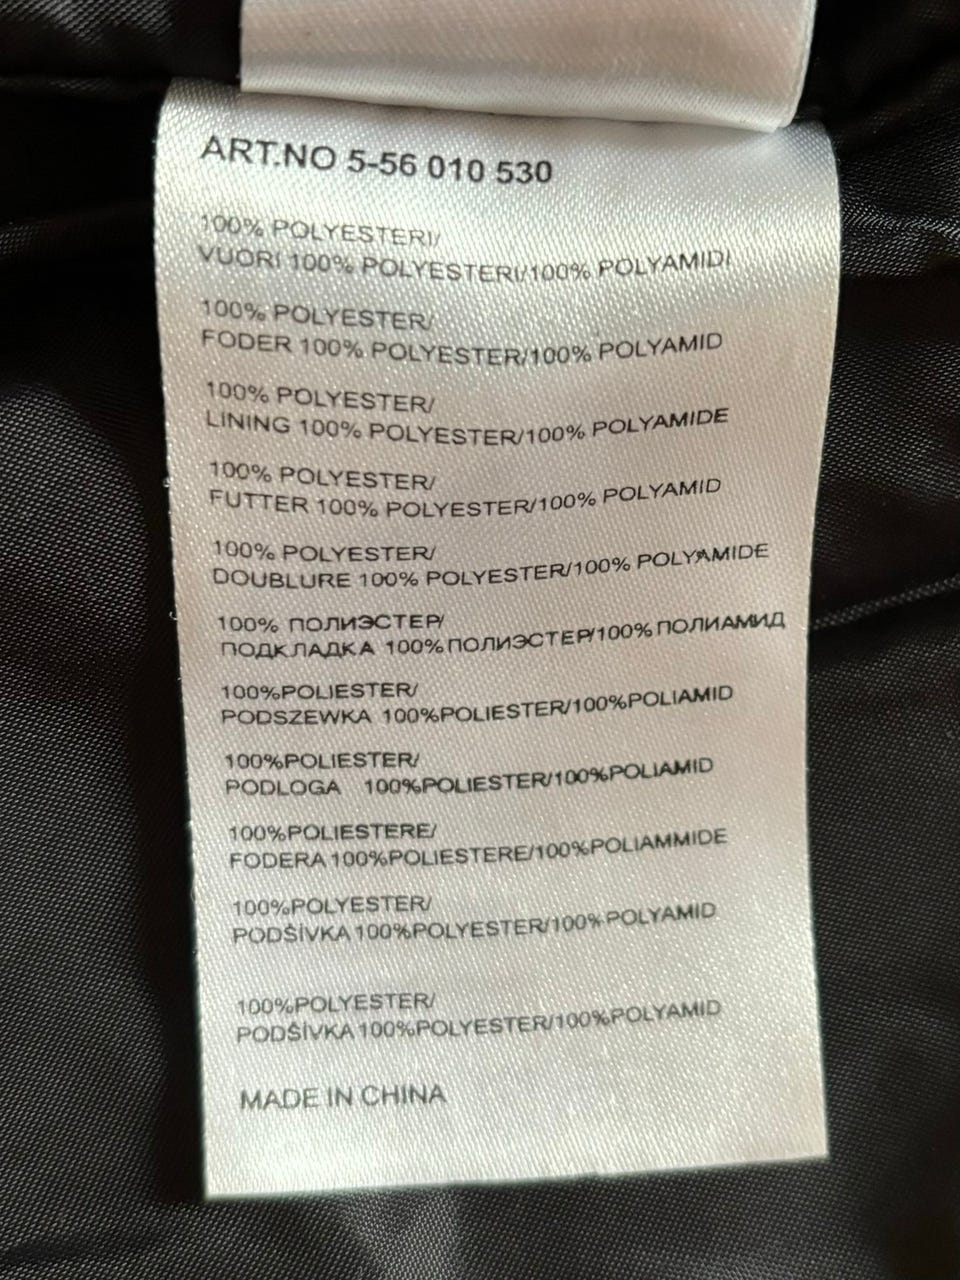 ART.NO 5-56 010 530
100% POLYESTERI/
VUORI 100% POLYESTERI/100% POLYAMIDI
100% POLYESTER/
FODER 100% POLYESTER/100% POLYAMID
100% POLYESTER/
LINING 100% POLYESTER/100% POLYAMIDE
100% POLYESTER/
FUTTER 100% POLYESTER/100% POLYAMID
100% POLYESTER/
DOUBLURE 100% POLYESTER/100% POLYAMIDE
100% ПОЛИЭСТЕР/
ПОДКЛАДКА 100%ПОЛИЭСТЕР/100%ПОЛИАМИД
100%POLIESTER/
PODSZEWKA 100%POLIESTER/100%POLIAMID
100%POLIESTER/
PODLOGA 100%POLIESTER/100%POLIAMID
100%POLIESTERE/
FODERA 100%POLIESTERE/100%POLIAMMIDE
100%POLYESTER/
PODŠİVKA 100%POLYESTER/100%POLYAMID
100%POLYESTER/
PODŠİVKA 100%POLYESTER/100%POLYAMID
MADE IN CHINA